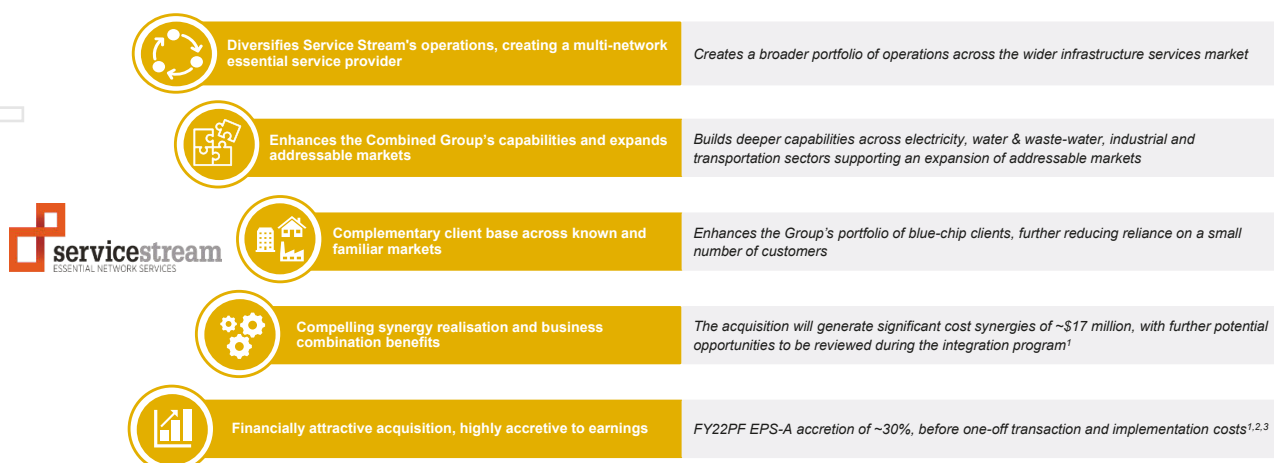 Diversifies Service Stream's operations, creating a multi-network
essential service provider
Creates a broader portfolio of operations across the wider infrastructure services market
Enhances the Combined Group's capabilities and expands
addressable markets
Builds deeper capabilities across electricity, water & waste-water, industrial and
transportation sectors supporting an expansion of addressable markets
servicestream
ESSENTIAL NETWORK SERVICES
Complementary client base across known and
familiar markets
Enhances the Group's portfolio of blue-chip clients, further reducing reliance on a small
number of customers
Compelling synergy realisation and business
combination benefits
The acquisition will generate significant cost synergies of ~$17 million, with further potential
opportunities to be reviewed during the integration program1
Financially attractive acquisition, highly accretive to earnings
FY22PF EPS-A accretion of ~30%, before one-off transaction and implementation costs1,2,3